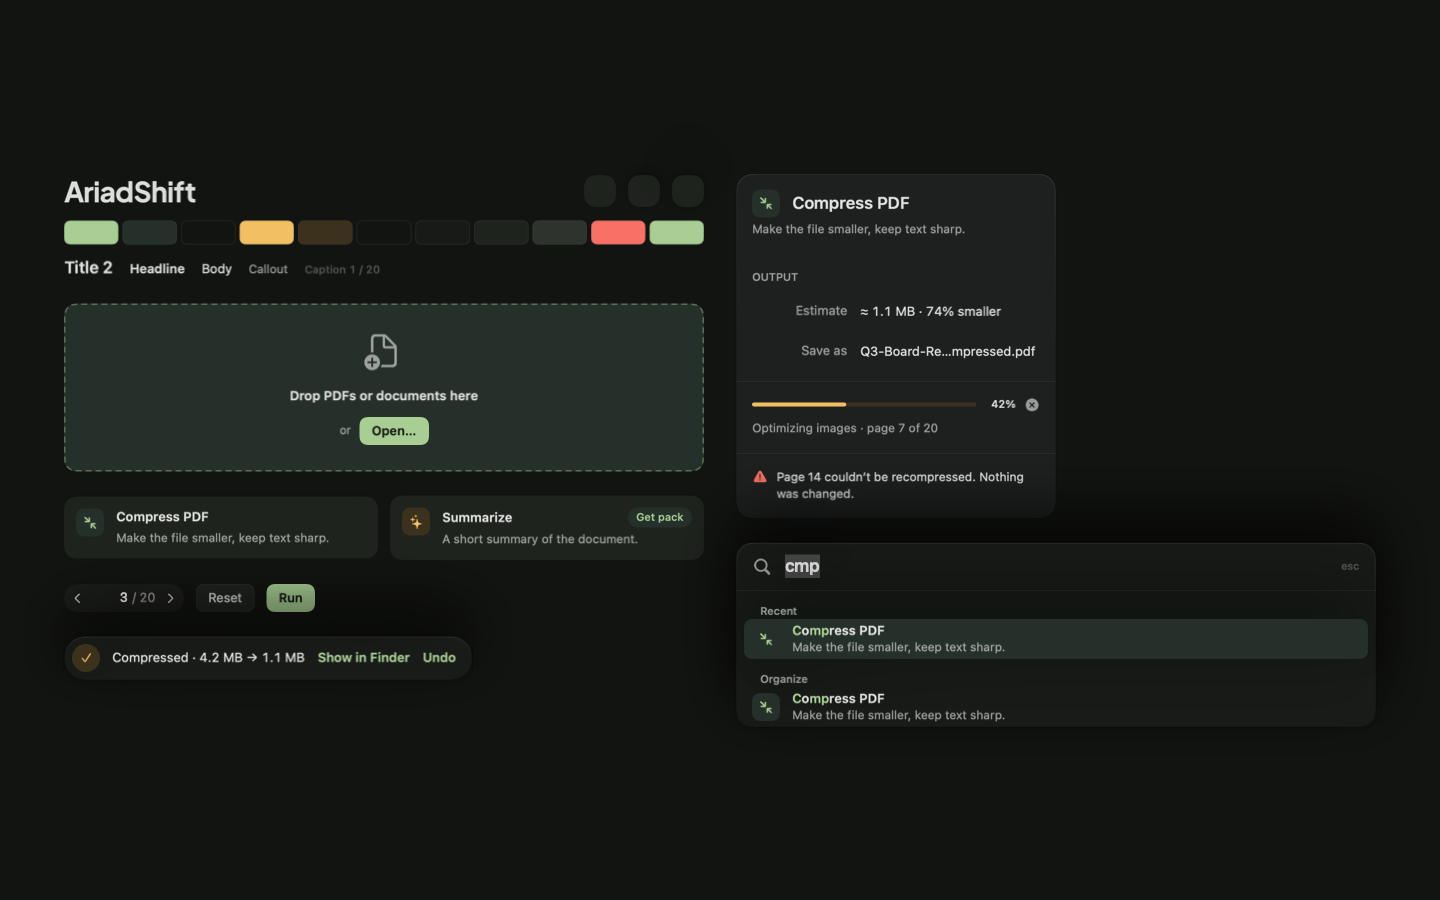 AriadShift
Title 2 Headline Body Callout Caption 1 / 20
Drop PDFs or documents here
or Open...
Compress PDF
Make the file smaller, keep text sharp.
Summarize
Get pack
A short summary of the document.
3 / 20 Reset Run
Compressed · 4.2 MB → 1.1 MB Show in Finder Undo
Compress PDF
Make the file smaller, keep text sharp.
OUTPUT
Estimate ≈ 1.1 MB · 74% smaller
Save as Q3-Board-Re...mpressed.pdf
42%
Optimizing images · page 7 of 20
Page 14 couldn’t be recompressed. Nothing
was changed.
cmp esc
Recent
Compress PDF
Make the file smaller, keep text sharp.
Organize
Compress PDF
Make the file smaller, keep text sharp.